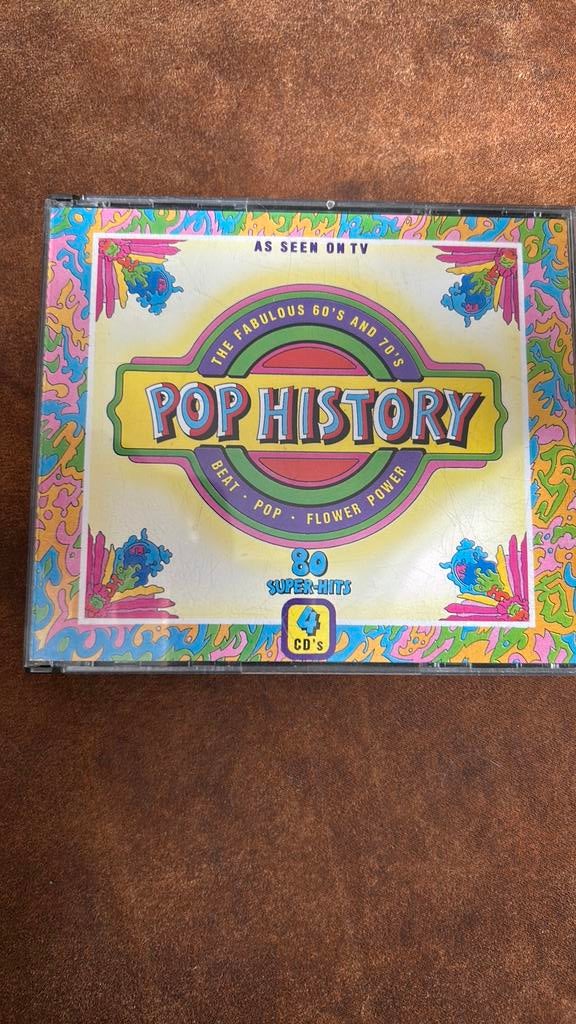 AS SEEN ON TV
THE FABULOUS 60'S AND 70'S
POP HISTORY
BEAT · POP · FLOWER POWER
80
SUPER-HITS
4
CD's